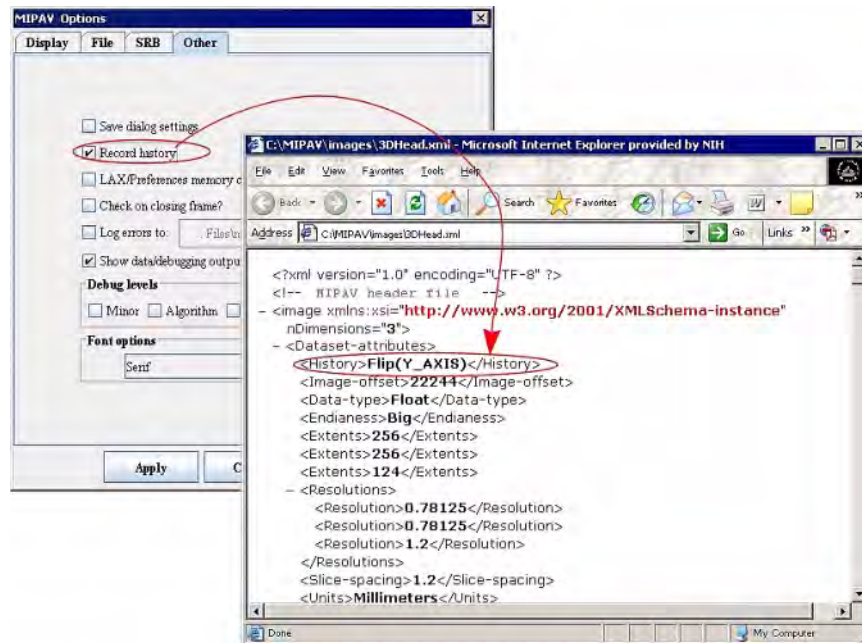 MIPAV Options
Display File SRB Other
Save dialog settings
Record history
LAX/Preferences memory
Check on closing frame?
Log errors to:
Show data/debugging
Debug levels
Minor Algorithm
Font options
Serif
Apply
C:\MIPAV\images\3DHead.xml - Microsoft Internet Explorer provided by NIH
File Edit View Favorites Tools Help
Back Search Favorites
Address C:\MIPAV\images\3DHead.xml Go Links »
<?xml version="1.0" encoding="UTF-8" ?>
<!-- MIPAV header file -->
- <image xmlns:xsi="http://www.w3.org/2001/XMLSchema-instance"
nDimensions="3">
- <Dataset-attributes>
<History>Flip(Y_AXIS)</History>
<Image-offset>22244</Image-offset>
<Data-type>Float</Data-type>
<Endianess>Big</Endianess>
<Extents>256</Extents>
<Extents>256</Extents>
<Extents>124</Extents>
- <Resolutions>
<Resolution>0.78125</Resolution>
<Resolution>0.78125</Resolution>
<Resolution>1.2</Resolution>
</Resolutions>
<Slice-spacing>1.2</Slice-spacing>
<Units>Millimeters</Units>
Done My Computer